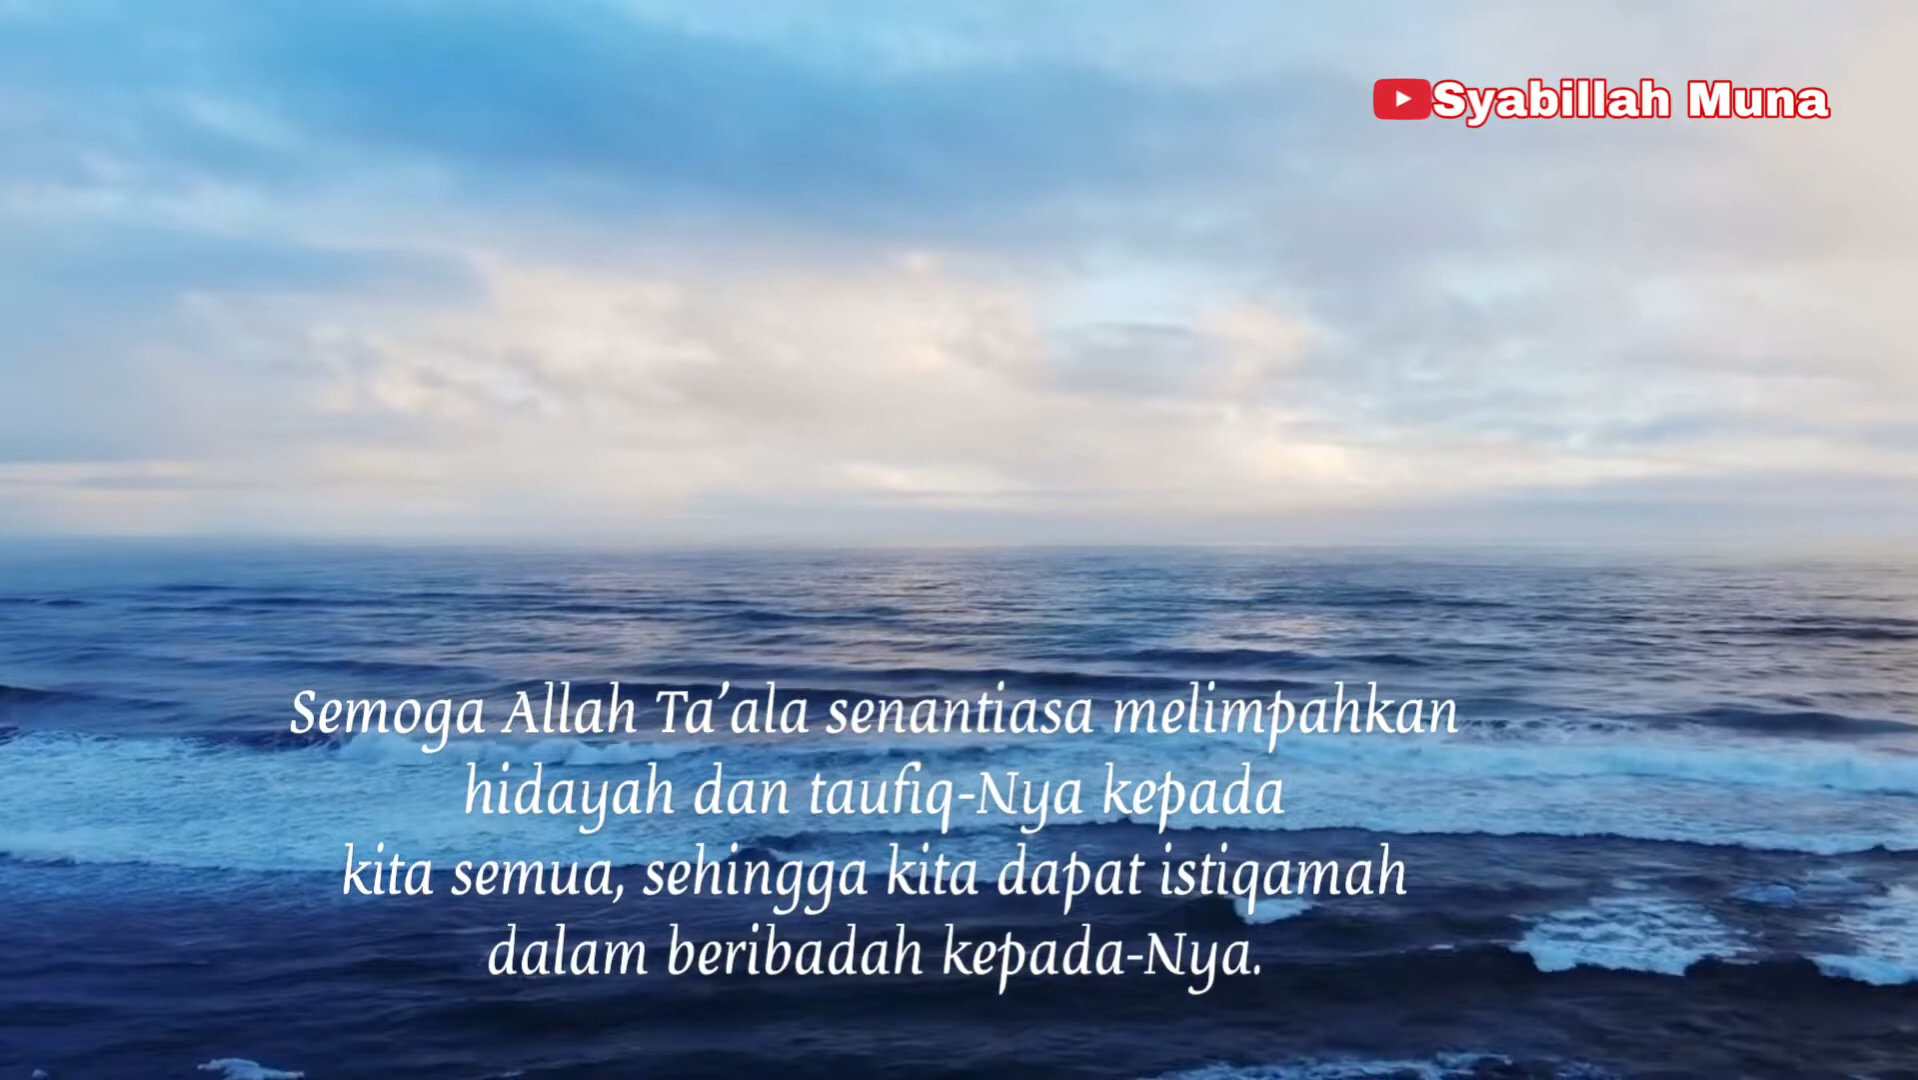 Syabillah Muna
Semoga Allah Ta’ala senantiasa melimpahkan
hidayah dan taufiq-Nya kepada
kita semua, sehingga kita dapat istiqamah
dalam beribadah kepada-Nya.